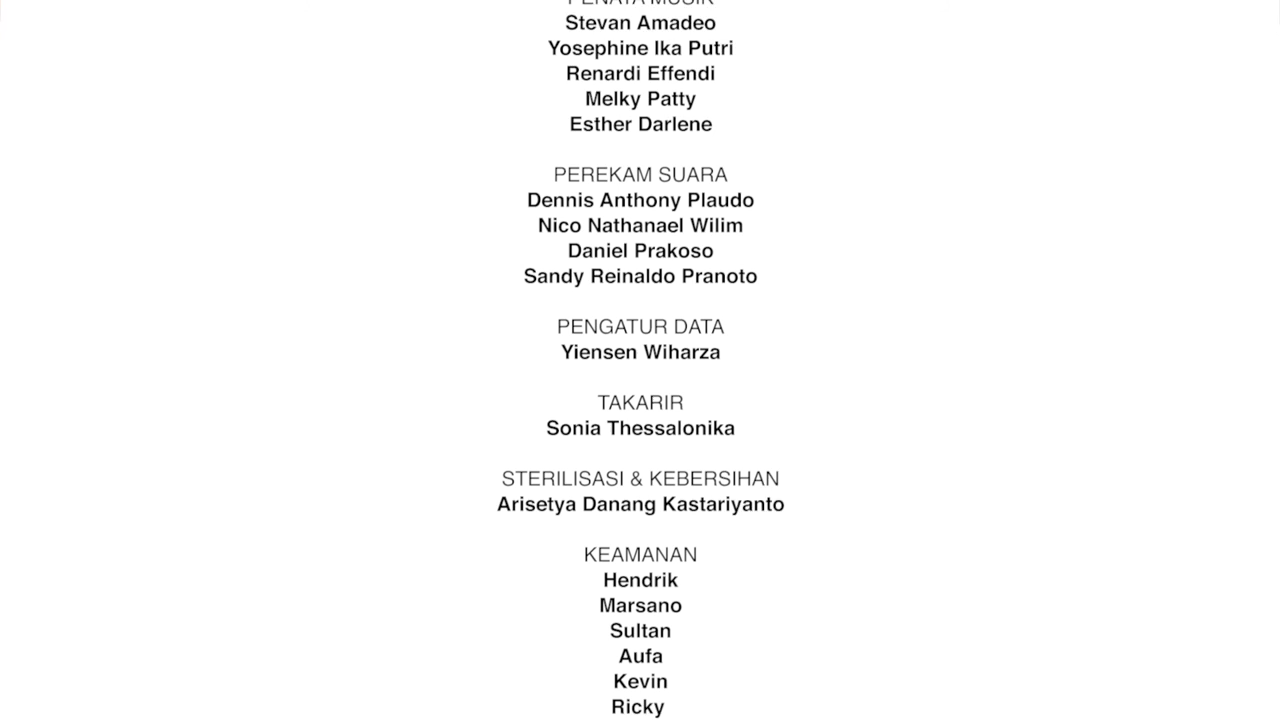 PENATA MUSIK
Stevan Amadeo
Yosephine Ika Putri
Renardi Effendi
Melky Patty
Esther Darlene
PEREKAM SUARA
Dennis Anthony Plaudo
Nico Nathanael Wilim
Daniel Prakoso
Sandy Reinaldo Pranoto
PENGATUR DATA
Yiensen Wiharza
TAKARIR
Sonia Thessalonika
STERILISASI & KEBERSIHAN
Arisetya Danang Kastariyanto
KEAMANAN
Hendrik
Marsano
Sultan
Aufa
Kevin
Ricky